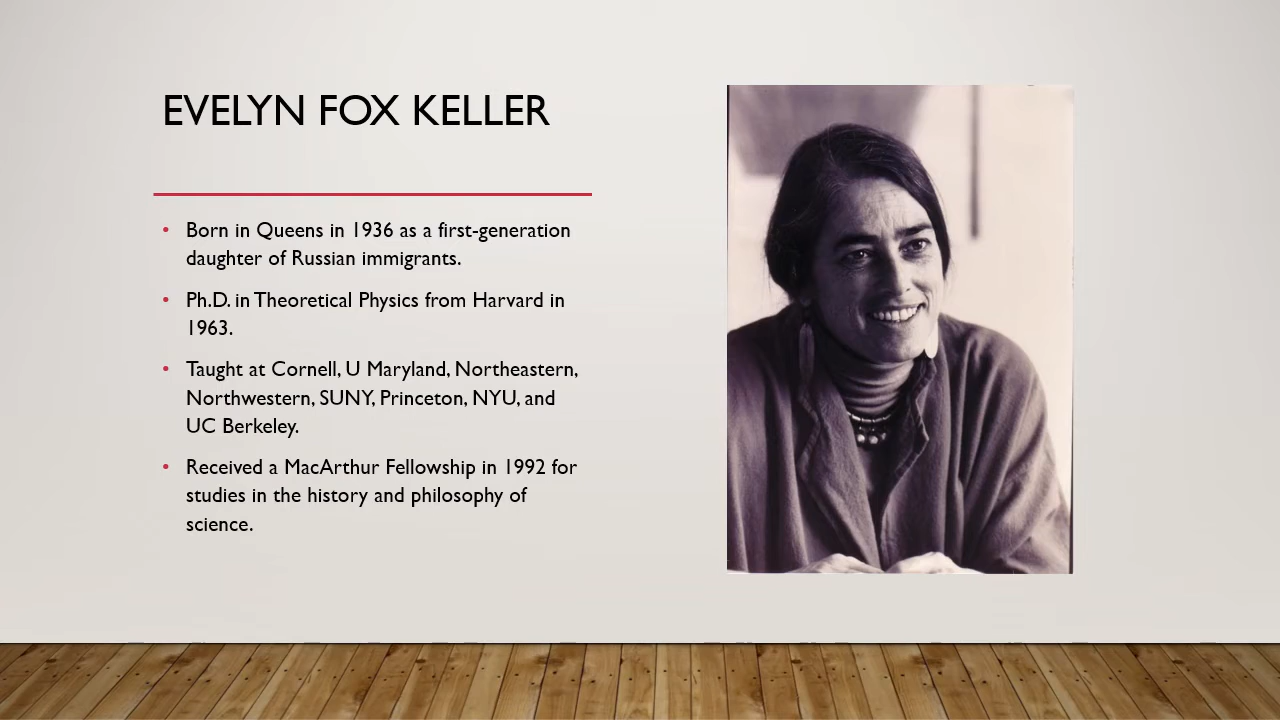 EVELYN FOX KELLER
• Born in Queens in 1936 as a first-generation
daughter of Russian immigrants.
• Ph.D. in Theoretical Physics from Harvard in
1963.
• Taught at Cornell, U Maryland, Northeastern,
Northwestern, SUNY, Princeton, NYU, and
UC Berkeley.
• Received a MacArthur Fellowship in 1992 for
studies in the history and philosophy of
science.